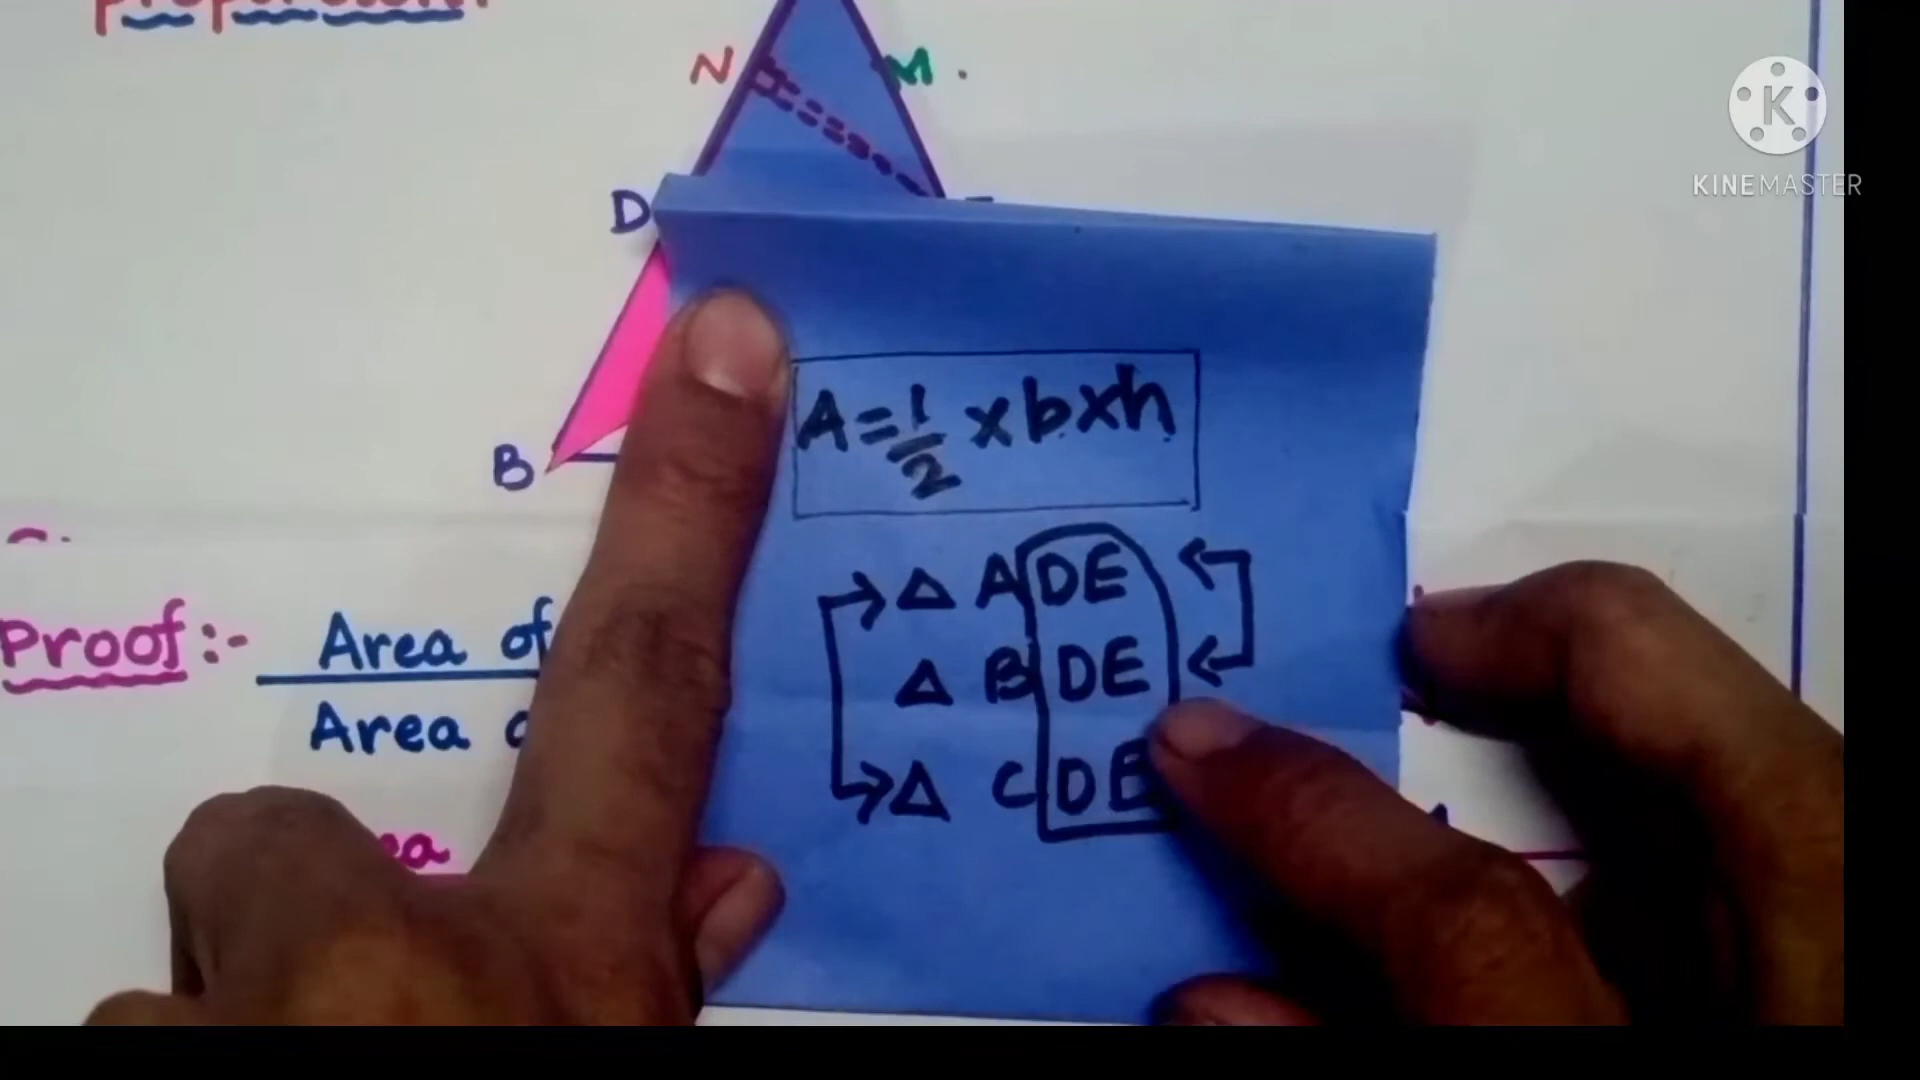 N
M.
D
B
A = 1/2 × b × h
→ Δ ADE ←
Δ BDE ←
→ Δ CDE
Proof :- Area of
Area
KINEMASTER
K